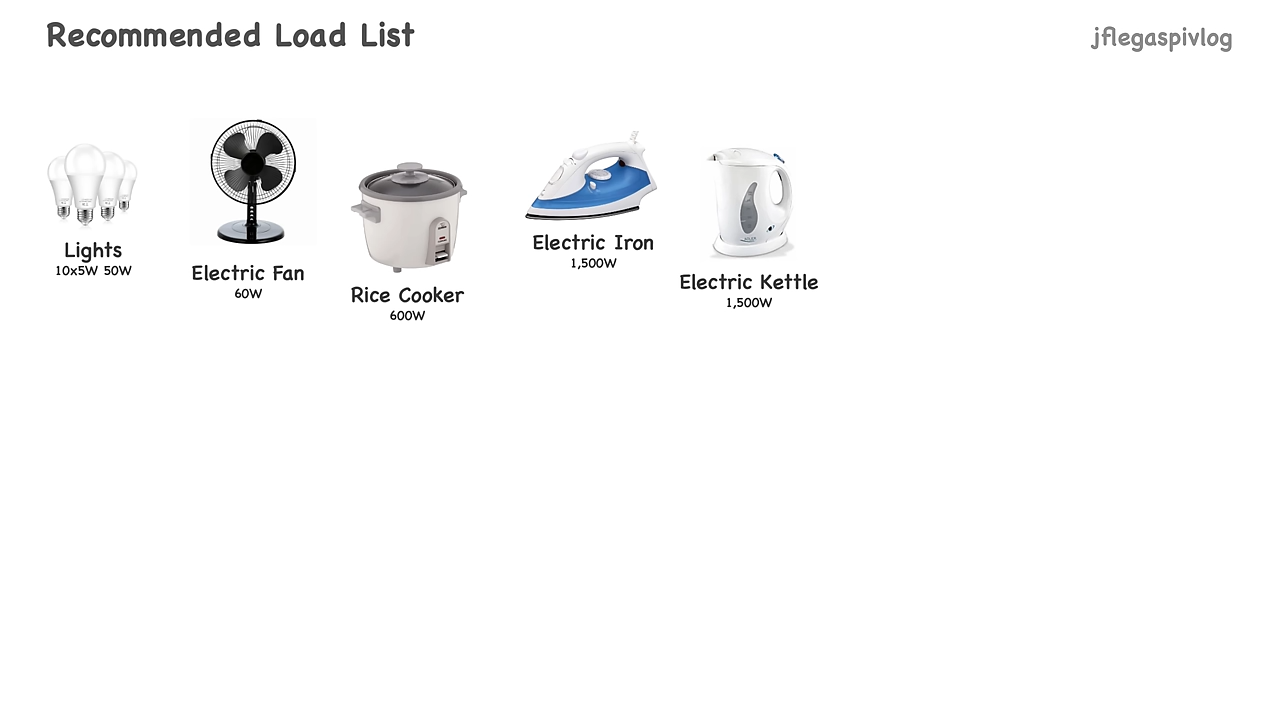 Recommended Load List
jflegaspivlog
Lights
10x5W 50W
Electric Fan
60W
Rice Cooker
600W
Electric Iron
1,500W
Electric Kettle
1,500W